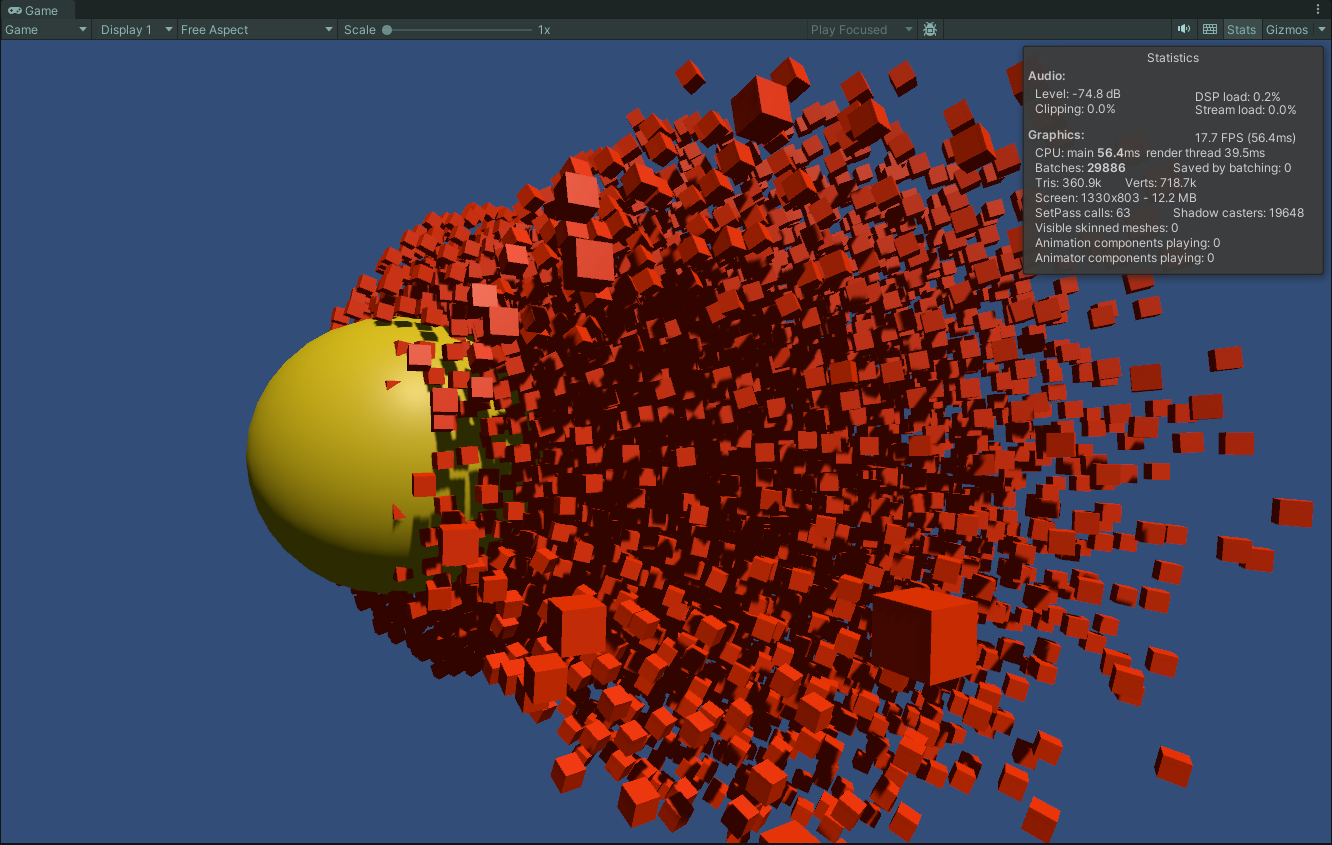 Game
Game Display 1 Free Aspect Scale 1x Play Focused Stats Gizmos
Statistics
Audio:
Level: -74.8 dB DSP load: 0.2%
Clipping: 0.0% Stream load: 0.0%
Graphics: 17.7 FPS (56.4ms)
CPU: main 56.4ms render thread 39.5ms
Batches: 29886 Saved by batching: 0
Tris: 360.9k Verts: 718.7k
Screen: 1330x803 - 12.2 MB
SetPass calls: 63 Shadow casters: 19648
Visible skinned meshes: 0
Animation components playing: 0
Animator components playing: 0